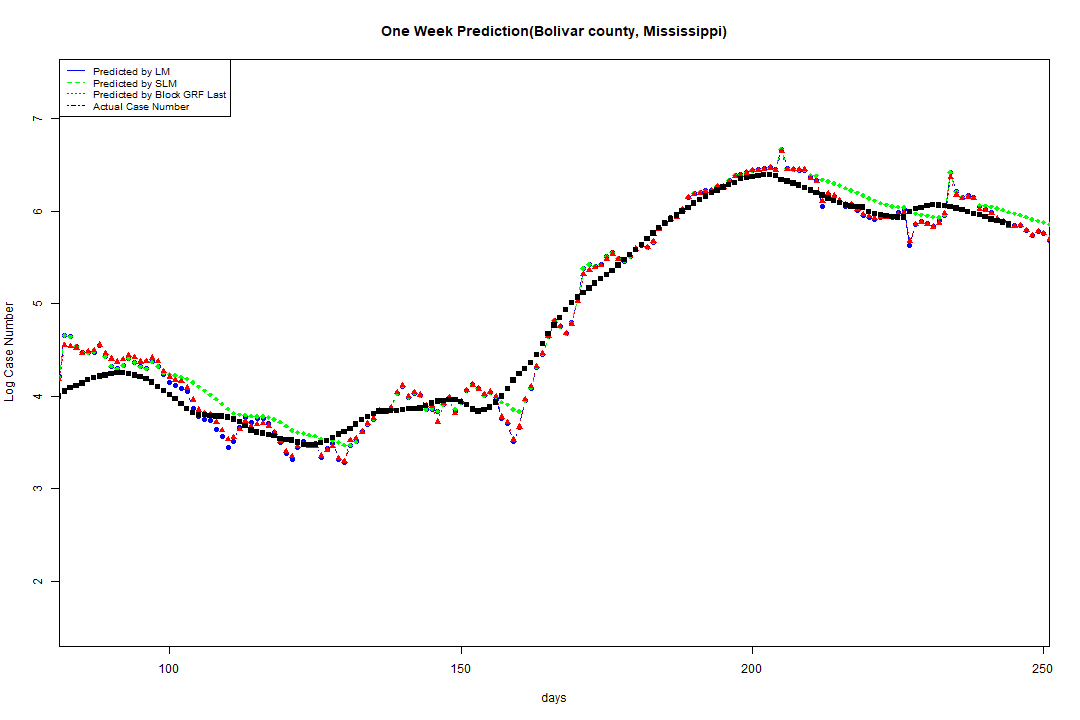 One Week Prediction(Bolivar county, Mississippi)
Predicted by LM
Predicted by SLM
Predicted by Block GRF Last
Actual Case Number
7
6
5
4
3
2
Log Case Number
100 150 200 250
days